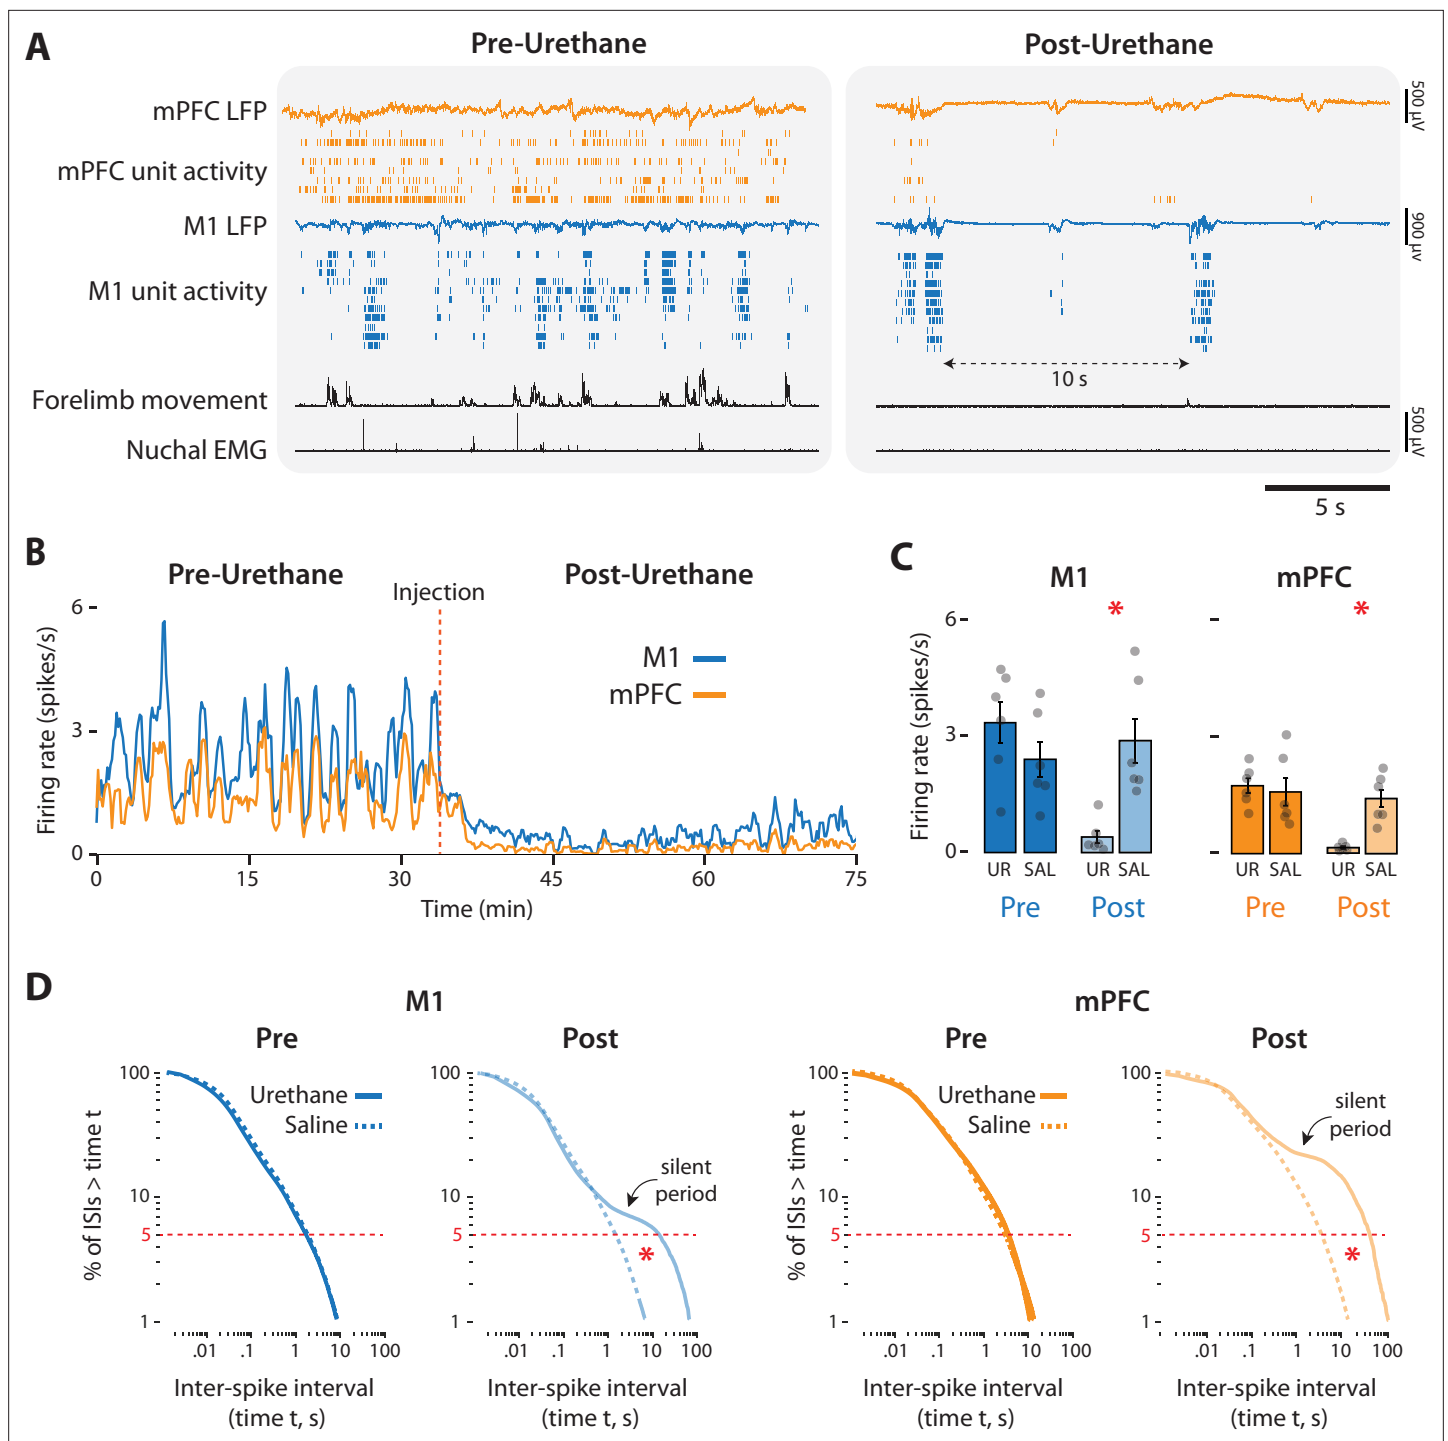 A
Pre-Urethane
Post-Urethane
mPFC LFP
mPFC unit activity
M1 LFP
M1 unit activity
Forelimb movement
Nuchal EMG
500 µV
900 µV
500 µV
10 s
5 s
B
Pre-Urethane
Post-Urethane
Injection
M1
mPFC
Firing rate (spikes/s)
6
3
0
0 15 30 45 60 75
Time (min)
C
M1
mPFC
*
*
Firing rate (spikes/s)
6
3
0
UR SAL UR SAL
UR SAL UR SAL
Pre Post
Pre Post
D
M1
mPFC
Pre
Post
Pre
Post
% of ISIs > time t
100
10
5
1
Urethane
Saline
.01 .1 1 10 100
Inter-spike interval
(time t, s)
100
10
5
1
silent
period
*
.01 .1 1 10 100
Inter-spike interval
(time t, s)
% of ISIs > time t
100
10
5
1
Urethane
Saline
.01 .1 1 10 100
Inter-spike interval
(time t, s)
100
10
5
1
silent
period
*
.01 .1 1 10 100
Inter-spike interval
(time t, s)